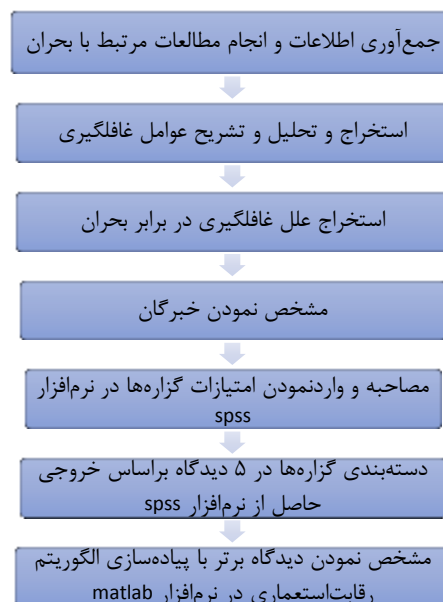 جمع‌آوری اطلاعات و انجام مطالعات مرتبط با بحران
استخراج و تحلیل و تشریح عوامل غافلگیری
استخراج علل غافلگیری در برابر بحران
مشخص نمودن خبرگان
مصاحبه و واردنمودن امتیازات گزاره‌ها در نرم‌افزار
spss
دسته‌بندی گزاره‌ها در ۵ دیدگاه براساس خروجی
حاصل از نرم‌افزار spss
مشخص نمودن دیدگاه برتر با پیاده‌سازی الگوریتم
رقابت‌استعماری در نرم‌افزار matlab